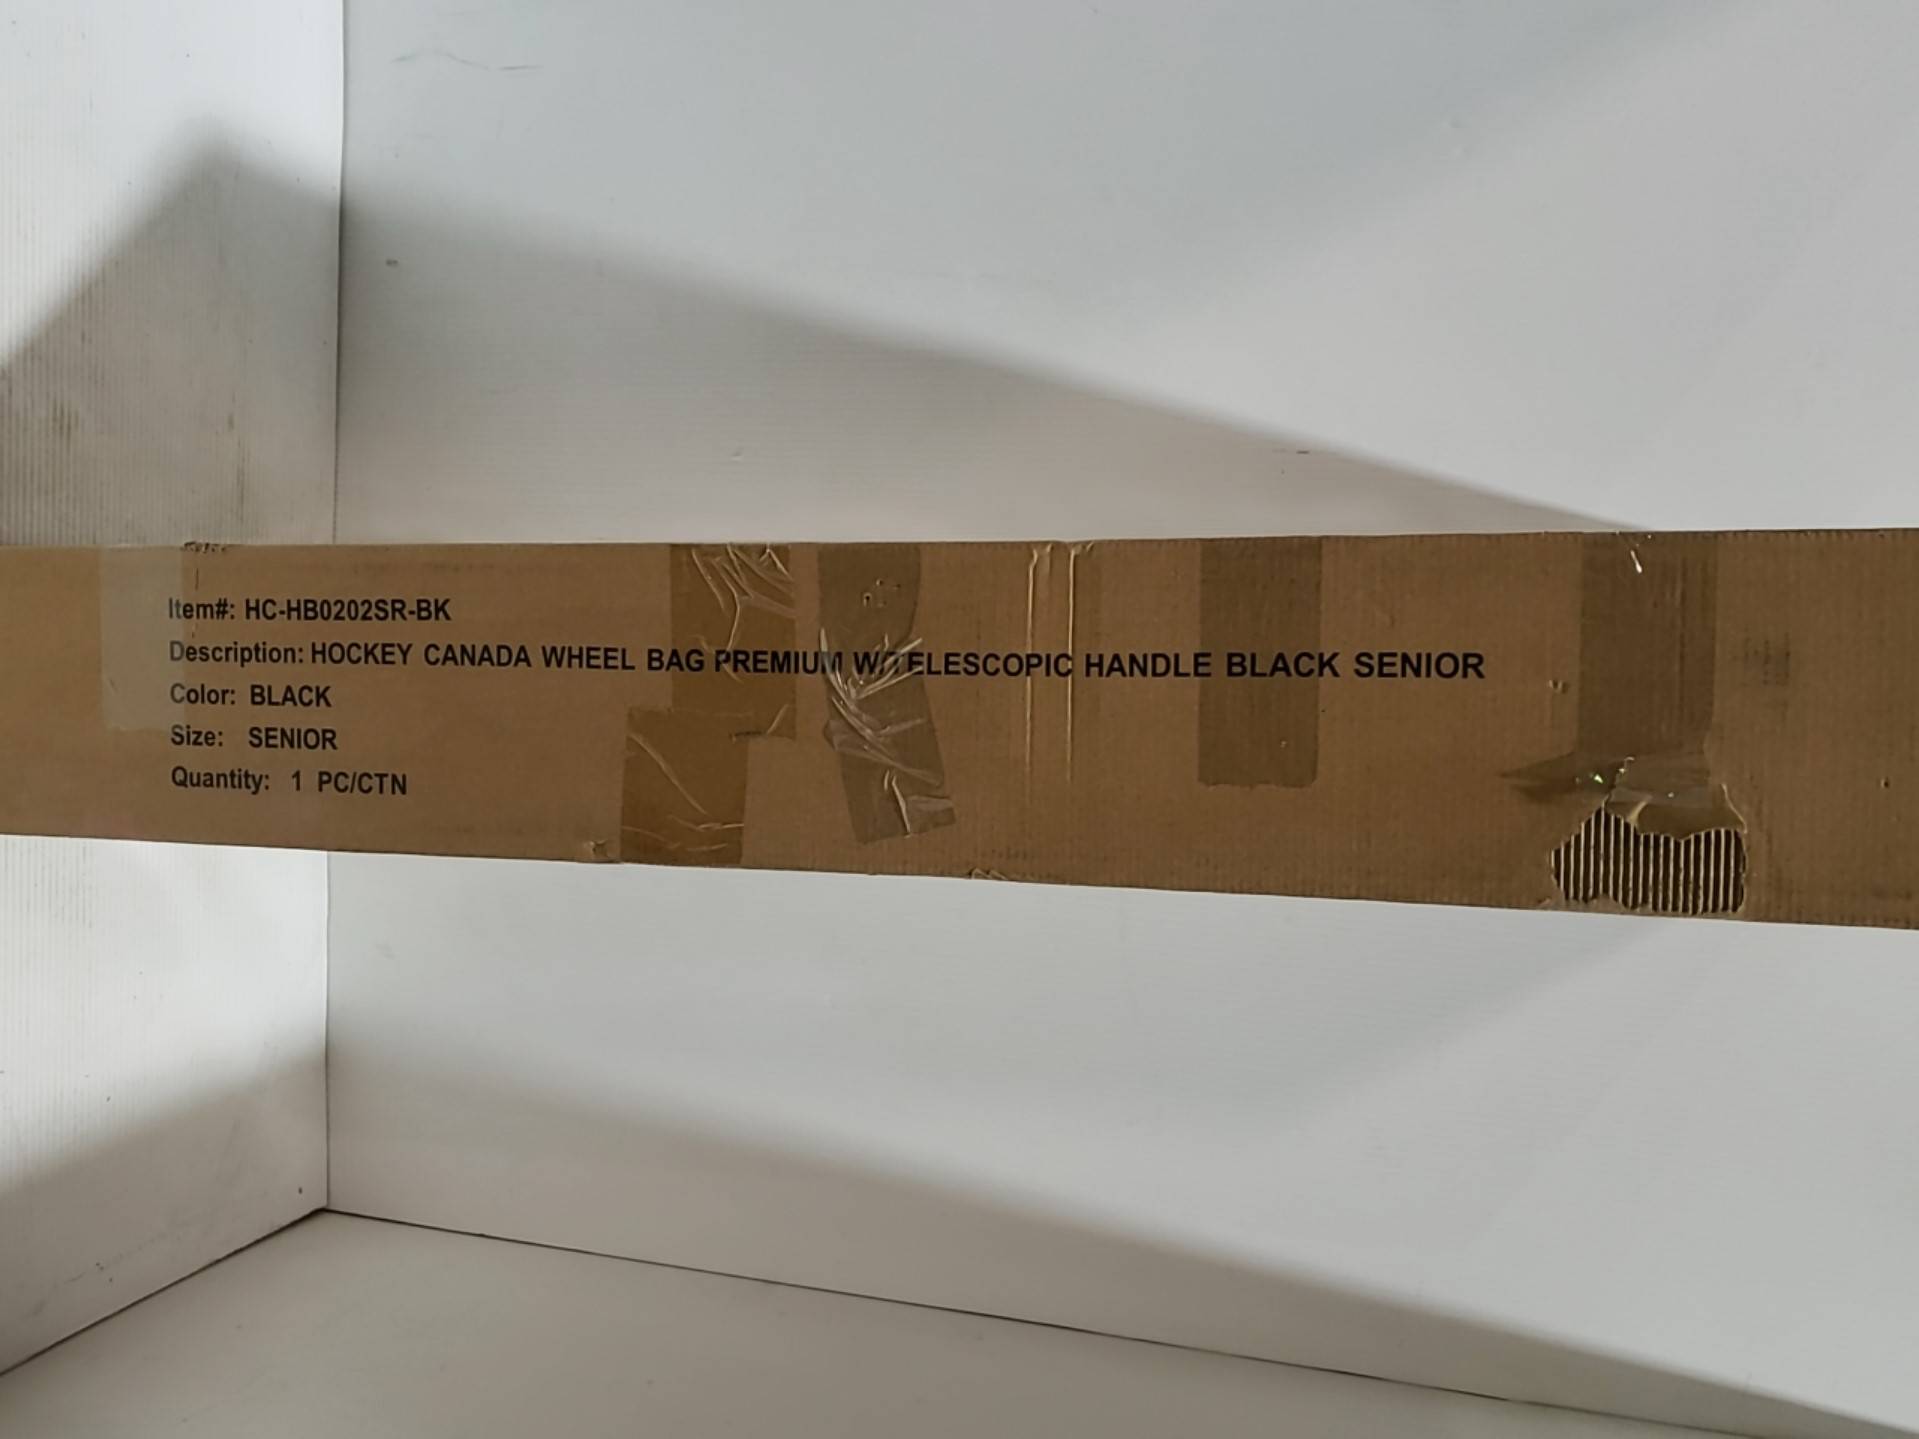 Item#: HC-HB0202SR-BK
Description: HOCKEY CANADA WHEEL BAG PREMIUM W/TELESCOPIC HANDLE BLACK SENIOR
Color: BLACK
Size: SENIOR
Quantity: 1 PC/CTN